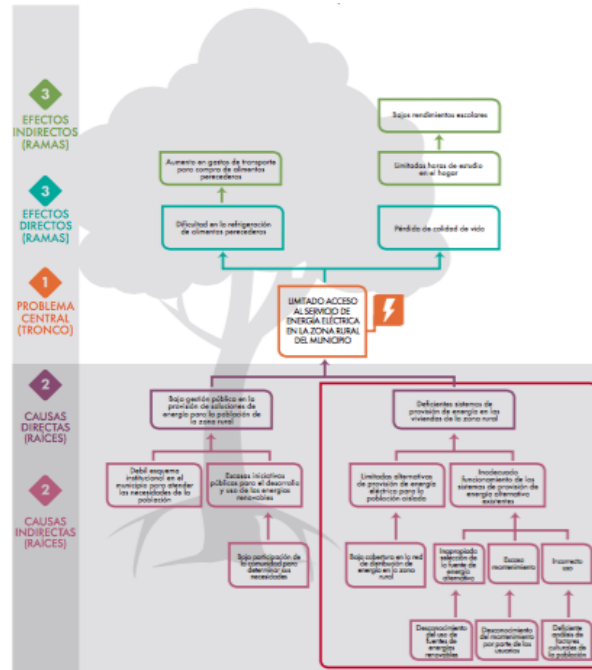 3
EFECTOS
INDIRECTOS
(RAMAS)
Bajos rendimientos escolares
Aumento en gastos de transporte
para compra de alimentos
perecederos
Limitadas horas de estudio
en el hogar
3
EFECTOS
DIRECTOS
(RAMAS)
Dificultad en la refrigeración
de alimentos perecederos
Pérdida de calidad de vida
1
PROBLEMA
CENTRAL
(TRONCO)
LIMITADO ACCESO
AL SERVICIO DE
ENERGÍA ELÉCTRICA
EN LA ZONA RURAL
DEL MUNICIPIO
2
CAUSAS
DIRECTAS
(RAÍCES)
Baja gestión pública en la
provisión de soluciones de
energía para la población de
la zona rural
Deficientes sistemas de
provisión de energía en las
viviendas de la zona rural
2
CAUSAS
INDIRECTAS
(RAÍCES)
Debil esquema
institucional en el
municipio para atender
las necesidades de la
población
Escasas iniciativas
públicas para el desarrollo
y uso de las energías
renovables
Limitadas alternativas
de provisión de energía
eléctrica para la
población aislada
Inadecuado
funcionamiento de los
sistemas de provisión de
energía alternativa
existentes
Baja participación de
la comunidad para
determinar sus
necesidades
Baja cobertura en la red
de distribución de
energía en la zona
rural
Inapropiada
selección de la
fuente de
energía
alternativa
Escaso
mantenimiento
Incorrecto
uso
Desconocimiento
del uso de
fuentes de
energías
renovables
Desconocimiento
del mantenimiento
por parte de los
usuarios
Deficiente
análisis de
factores
culturales de
la población